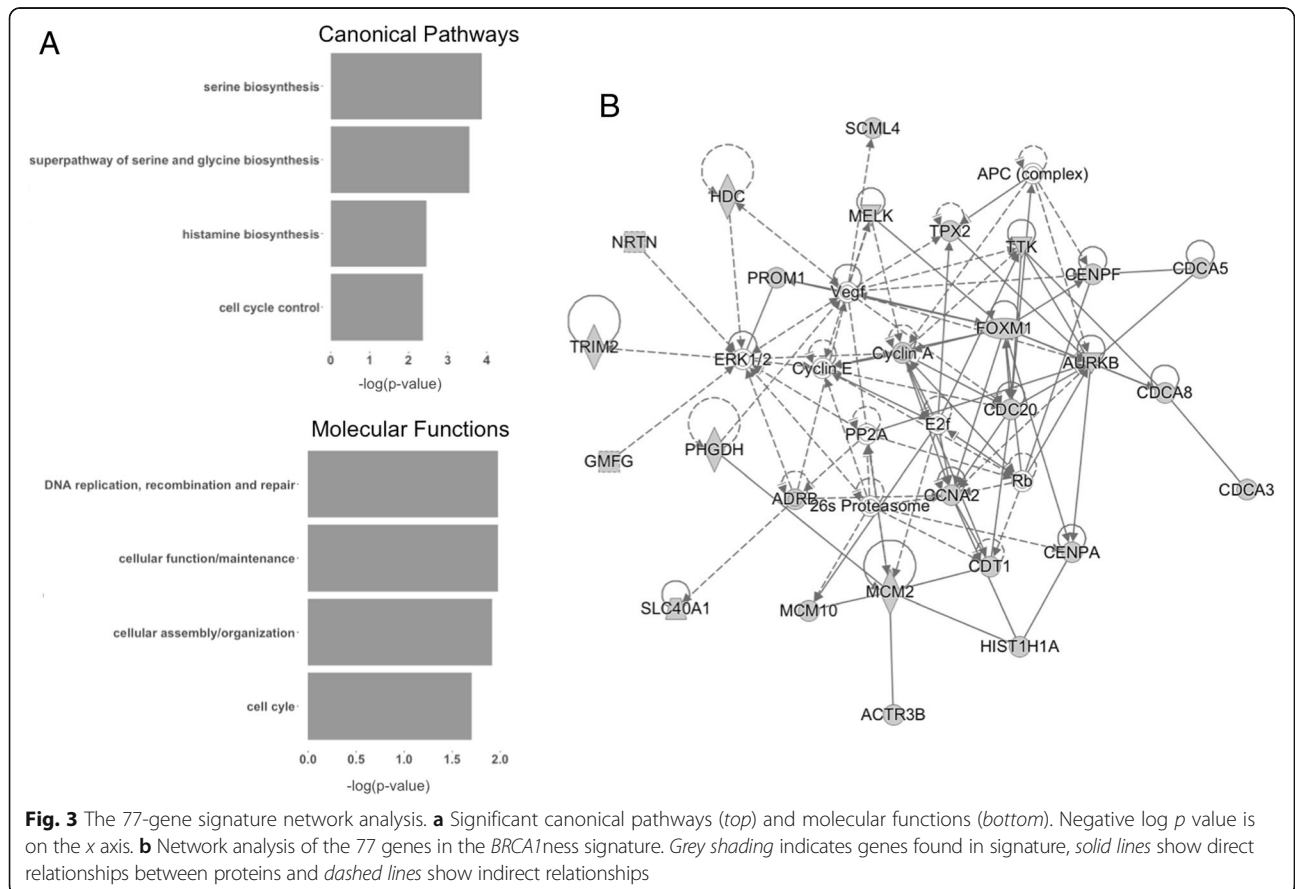 A
Canonical Pathways
serine biosynthesis
superpathway of serine and glycine biosynthesis
histamine biosynthesis
cell cycle control
0 1 2 3 4
-log(p-value)
Molecular Functions
DNA replication, recombination and repair
cellular function/maintenance
cellular assembly/organization
cell cyle
0.0 0.5 1.0 1.5 2.0
-log(p-value)
B
SCML4
APC (complex)
HDC
MELK
TPX2
TTK
NRTN
CENPF
CDCA5
PROM1
Vegf
FOXM1
TRIM2
ERK1/2
Cyclin E
Cyclin A
AURKB
CDCA8
CDC20
E2f
PP2A
PHGDH
GMFG
Rb
CDCA3
ADRB
26s Proteasome
CCNA2
CENPA
CDT1
MCM2
SLC40A1
MCM10
HIST1H1A
ACTR3B
Fig. 3 The 77-gene signature network analysis. a Significant canonical pathways (top) and molecular functions (bottom). Negative log p value is
on the x axis. b Network analysis of the 77 genes in the BRCA1ness signature. Grey shading indicates genes found in signature, solid lines show direct
relationships between proteins and dashed lines show indirect relationships